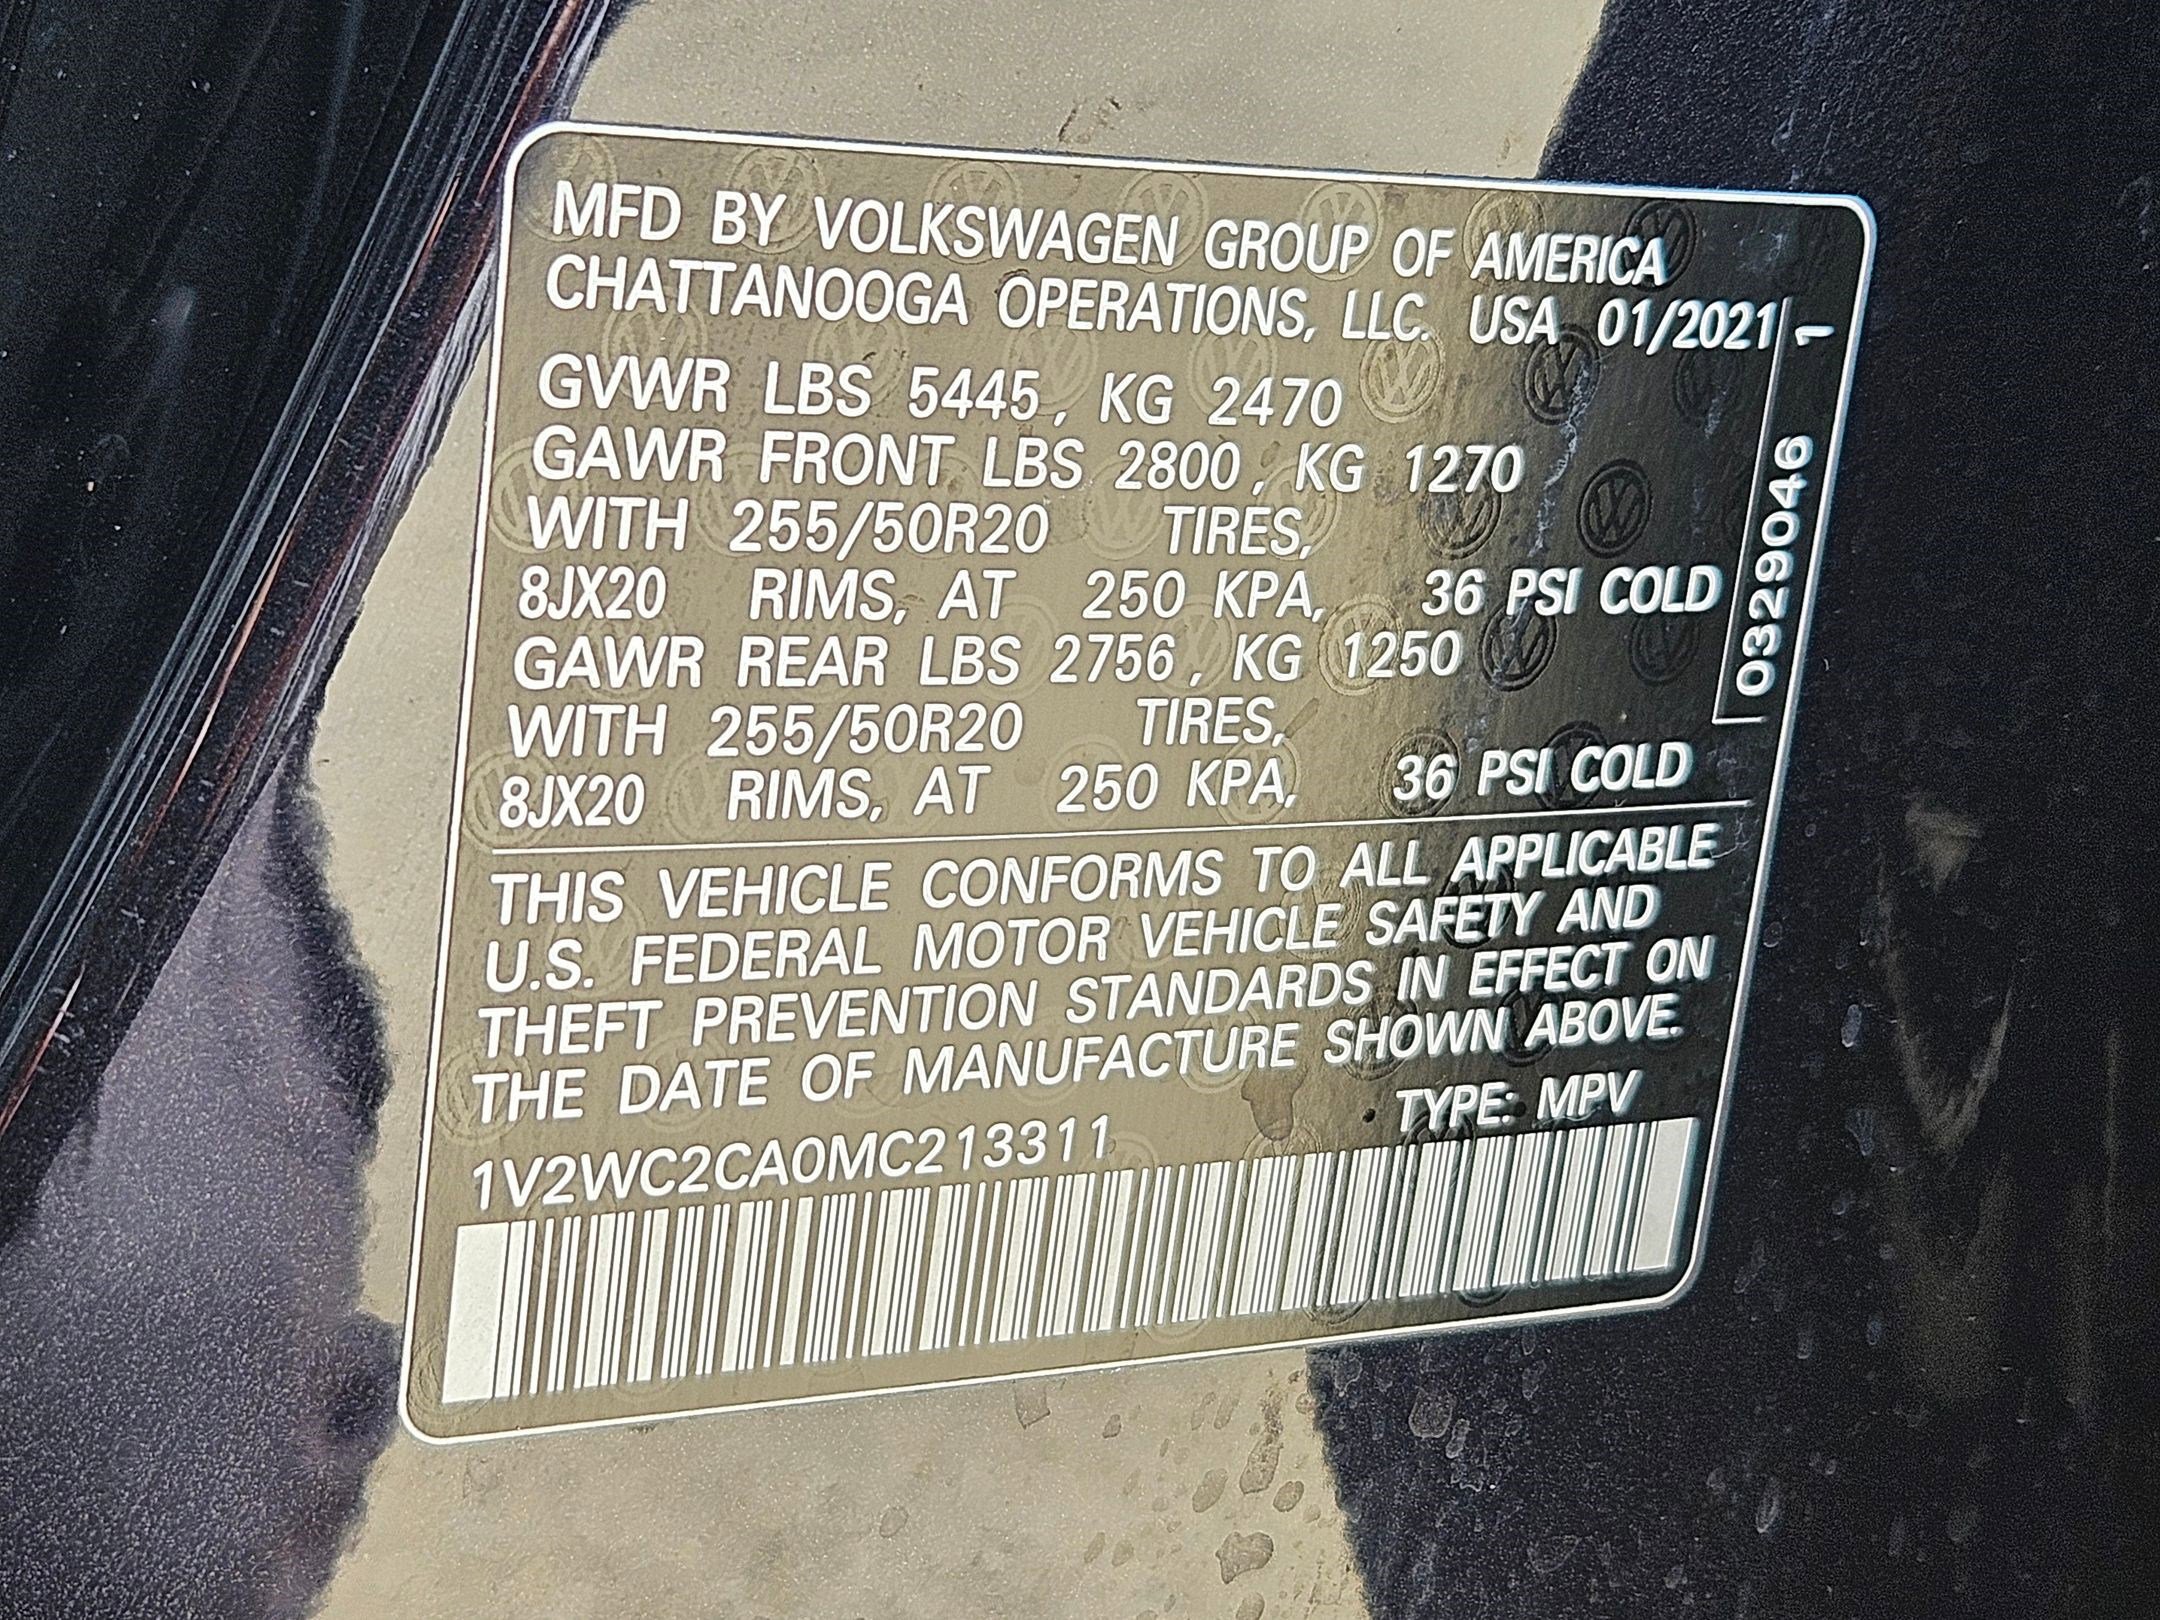 MFD BY VOLKSWAGEN GROUP OF AMERICA
CHATTANOOGA OPERATIONS, LLC. USA 01/2021
GVWR LBS 5445, KG 2470
GAWR FRONT LBS 2800, KG 1270
WITH 255/50R20 TIRES,
8JX20 RIMS, AT 250 KPA, 36 PSI COLD
GAWR REAR LBS 2756, KG 1250
WITH 255/50R20 TIRES,
8JX20 RIMS, AT 250 KPA, 36 PSI COLD
0329046 1
THIS VEHICLE CONFORMS TO ALL APPLICABLE
U.S. FEDERAL MOTOR VEHICLE SAFETY AND
THEFT PREVENTION STANDARDS IN EFFECT ON
THE DATE OF MANUFACTURE SHOWN ABOVE.
1V2WC2CA0MC213311 TYPE: MPV